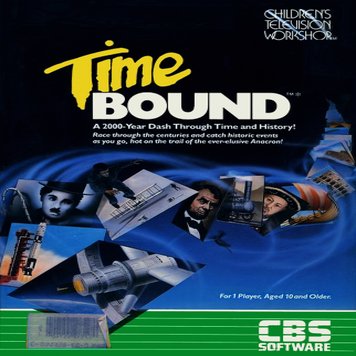 CHILDREN'S
TELEVISION
WORKSHOP
Time
BOUND™
A 2000-Year Dash Through Time and History!
Race through the centuries and catch historic events
as you go, hot on the trail of the ever-elusive Anacron!
For 1 Player, Aged 10 and Older.
CBS
SOFTWARE